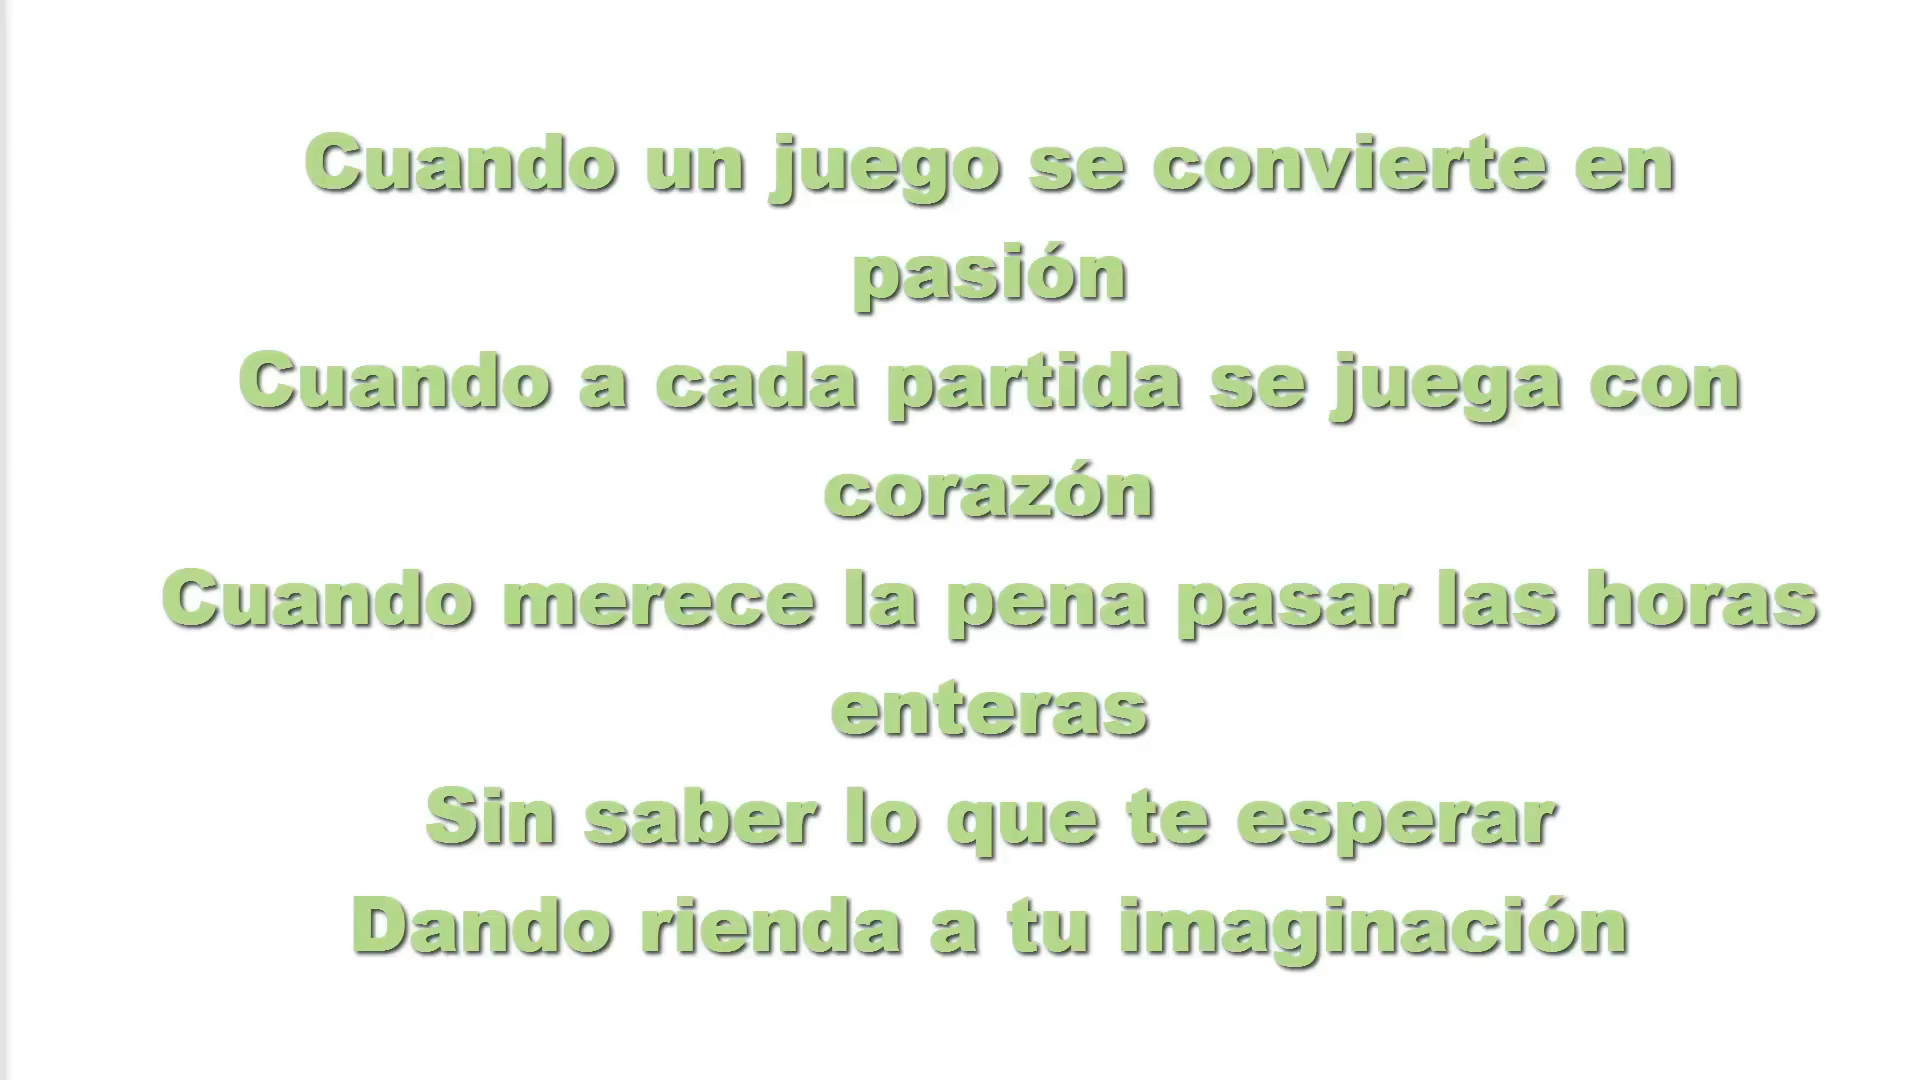 Cuando un juego se convierte en
pasión
Cuando a cada partida se juega con
corazón
Cuando merece la pena pasar las horas
enteras
Sin saber lo que te esperar
Dando rienda a tu imaginación